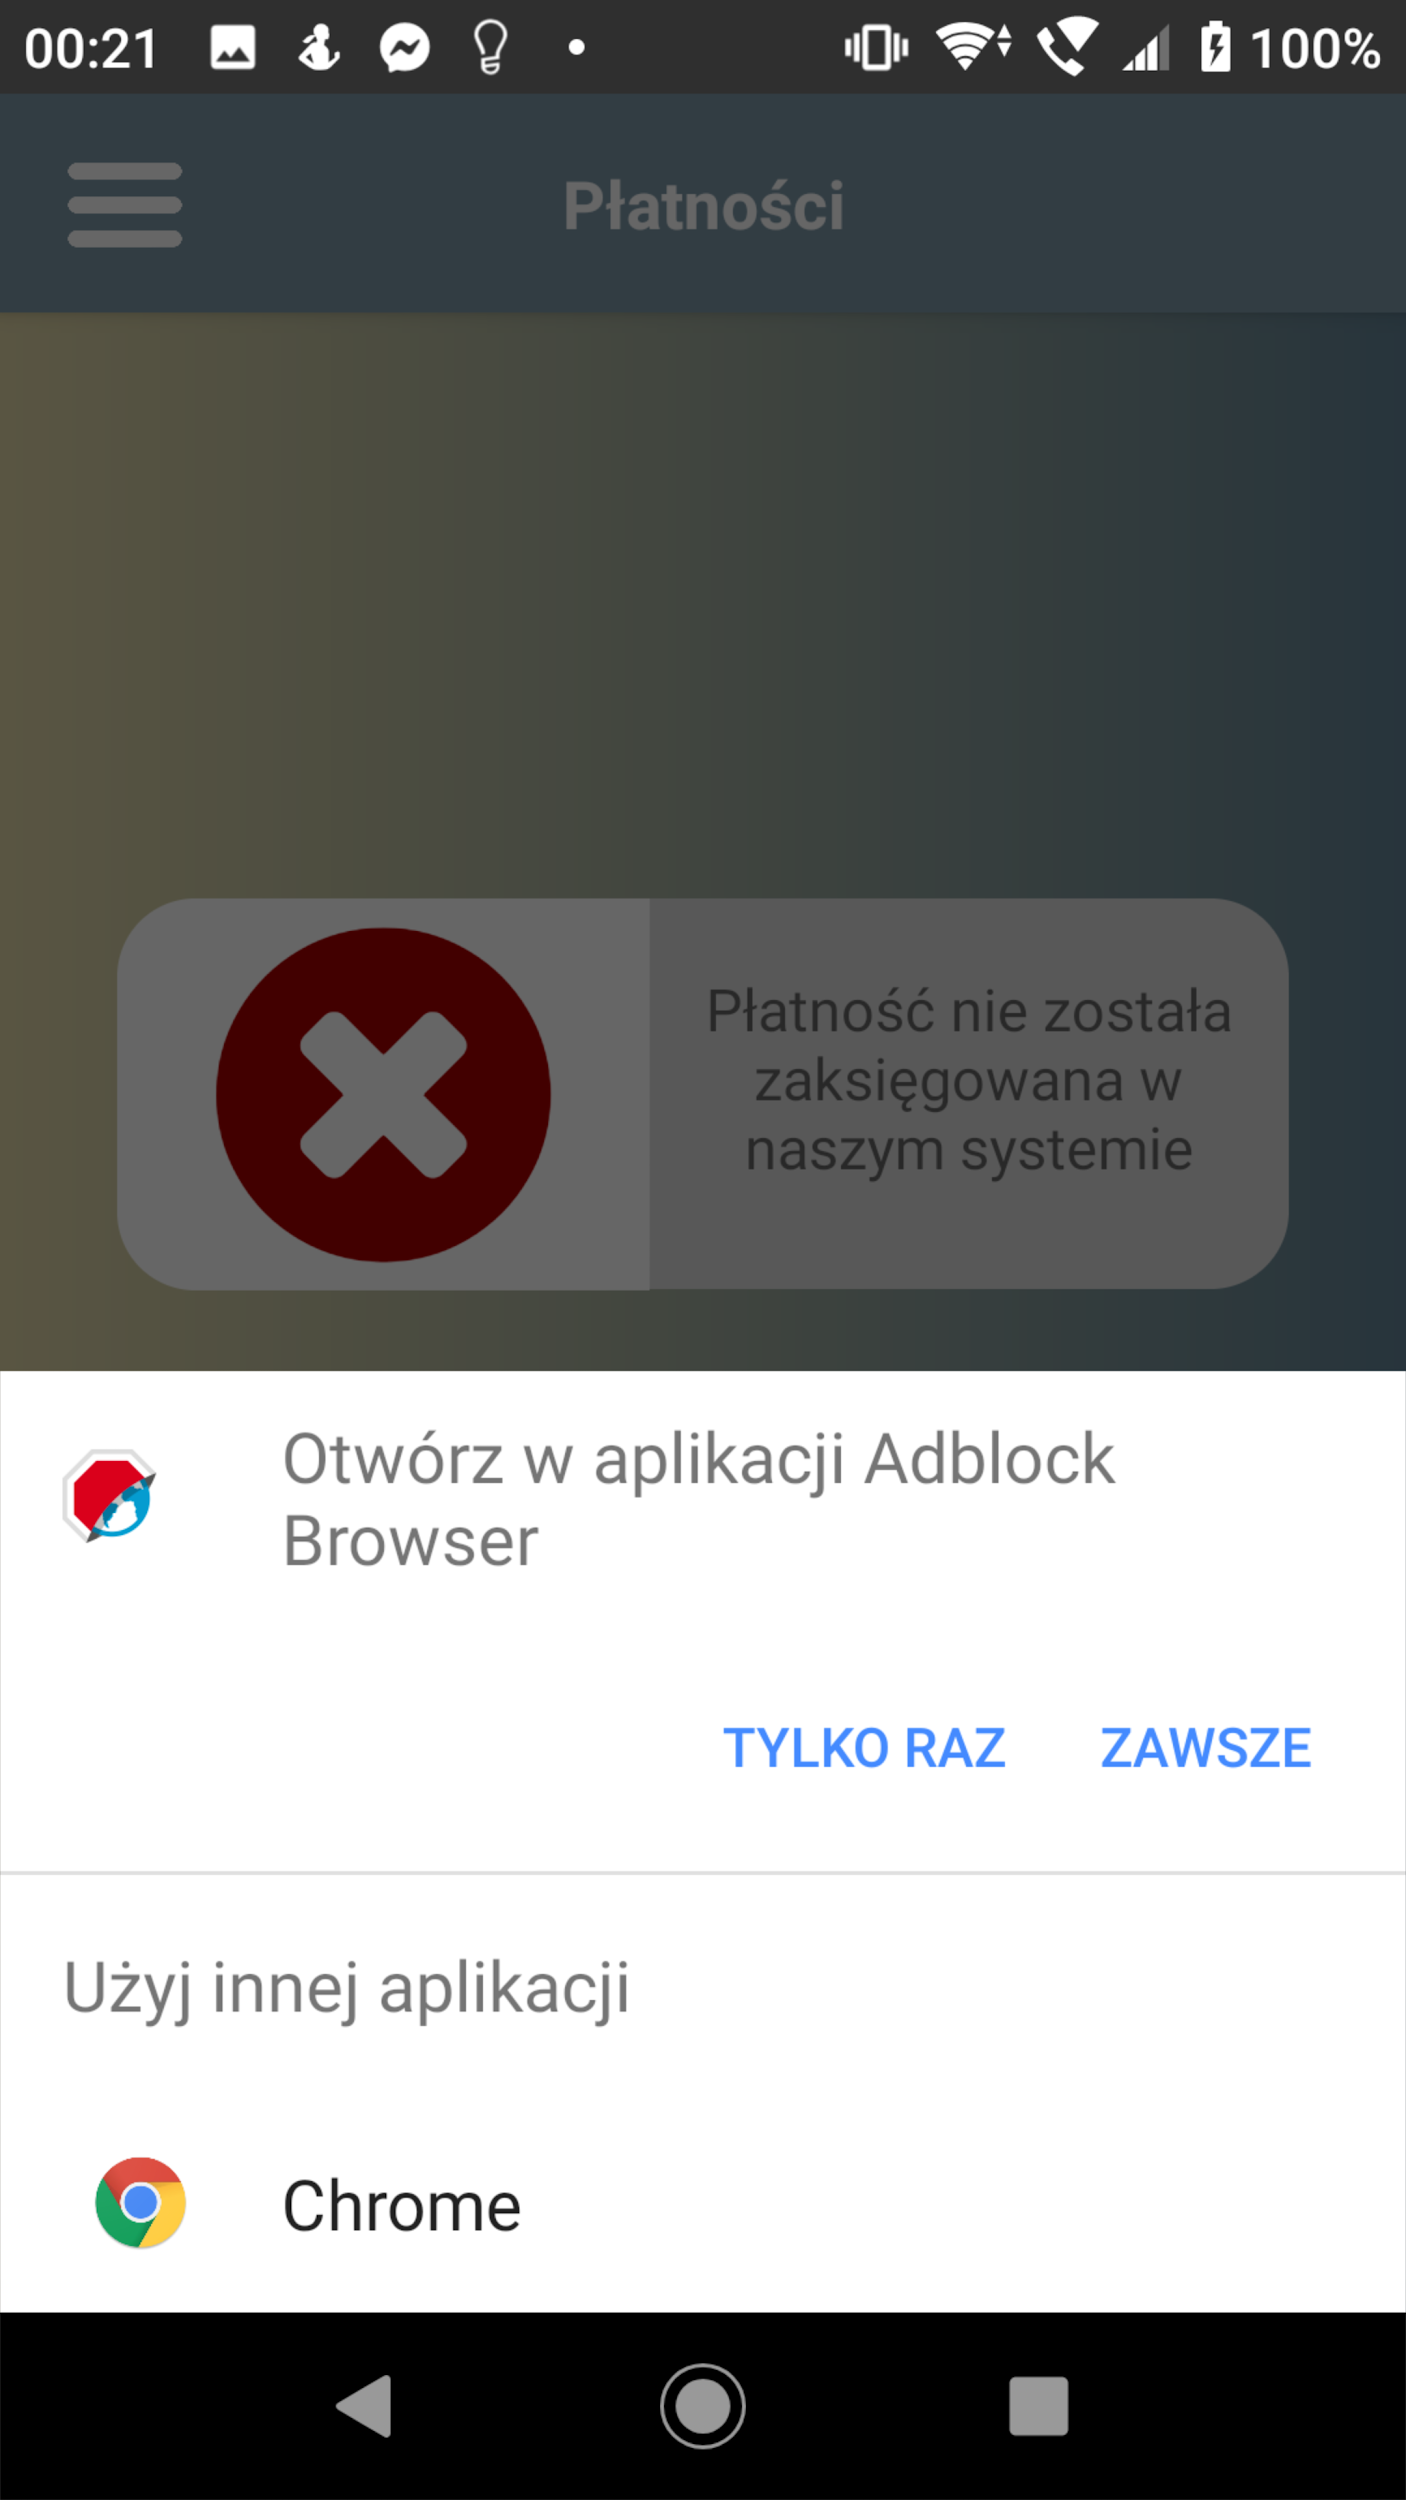 00:21
100%
Płatności
Płatność nie została
zaksięgowana w
naszym systemie
Otwórz w aplikacji Adblock
Browser
TYLKO RAZ ZAWSZE
Użyj innej aplikacji
Chrome